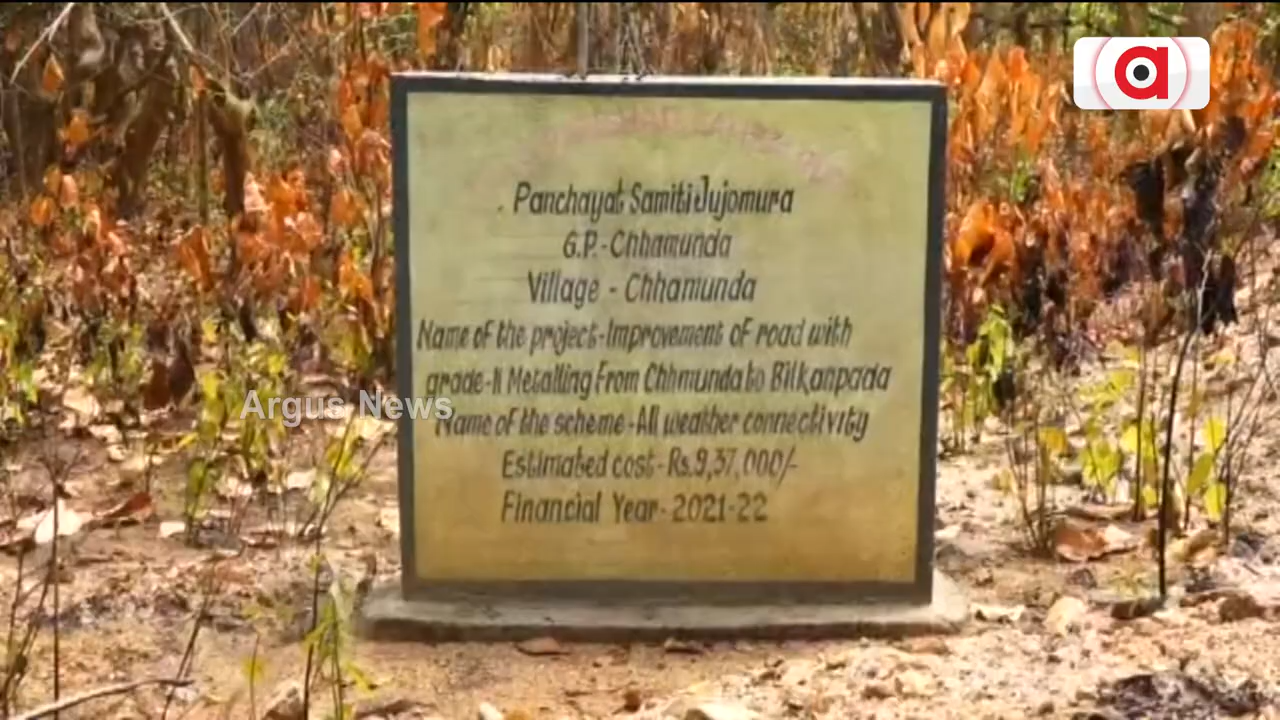 Panchayat Samiti Jujomura
G.P. - Chhamunda
Village - Chhamunda
Name of the project-Improvement of road with
grade-II Metalling From Chhmunda to Bilkanpada
Name of the scheme - All weather connectivity
Estimated cost - Rs.9,37,000/-
Financial Year - 2021-22
Argus News
a